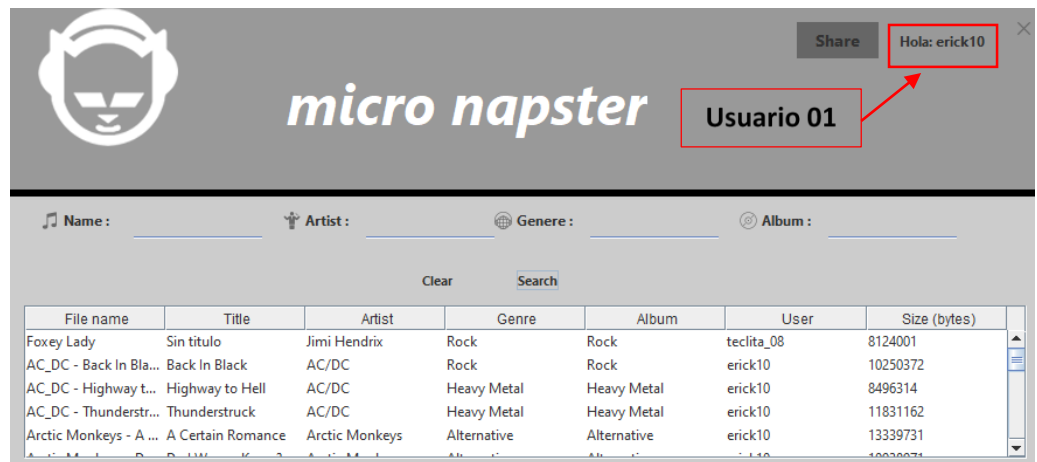 Share
Hola: erick10
micro napster
Usuario 01
Name :
Artist :
Genere :
Album :
Clear
Search
File name Title Artist Genre Album User Size (bytes)
Foxey Lady Sin titulo Jimi Hendrix Rock Rock teclita_08 8124001
AC_DC - Back In Bla... Back In Black AC/DC Rock Rock erick10 10250372
AC_DC - Highway t... Highway to Hell AC/DC Heavy Metal Heavy Metal erick10 8496314
AC_DC - Thunderstr... Thunderstruck AC/DC Heavy Metal Heavy Metal erick10 11831162
Arctic Monkeys - A ... A Certain Romance Arctic Monkeys Alternative Alternative erick10 13339731